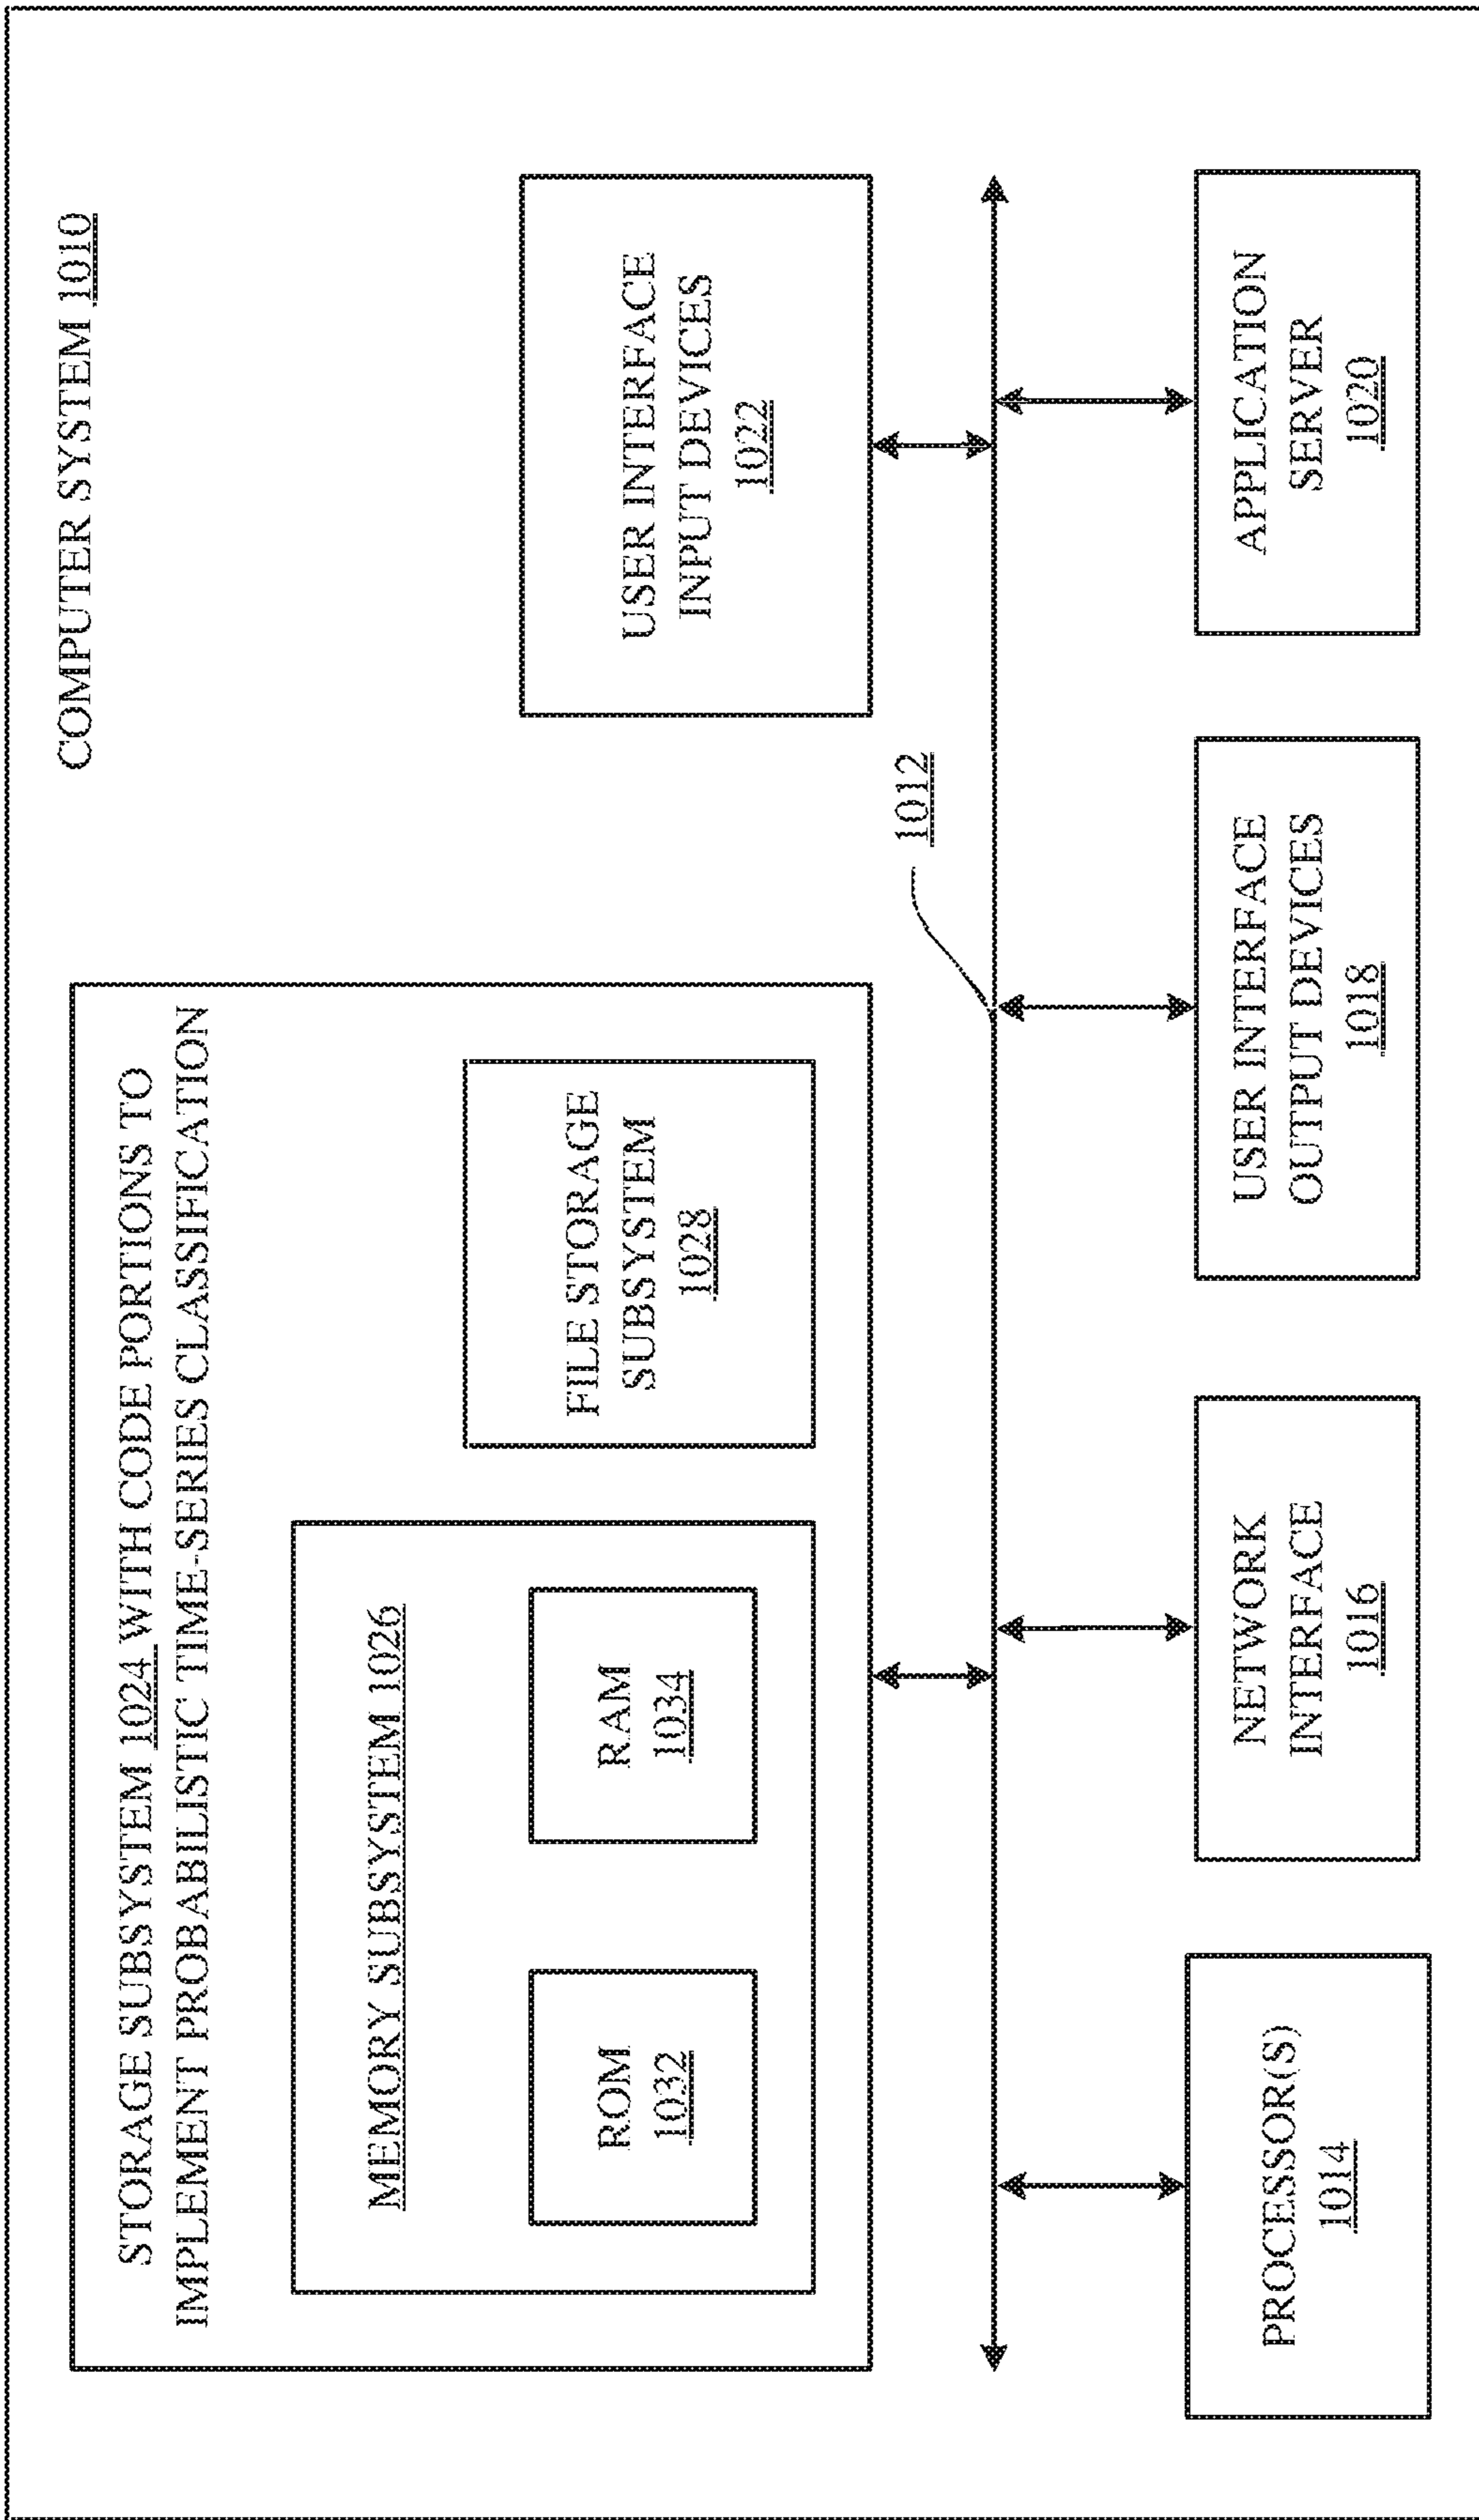 COMPUTER SYSTEM 1010
STORAGE SUBSYSTEM 1024 WITH CODE PORTIONS TO
IMPLEMENT PROBABILISTIC TIME-SERIES CLASSIFICATION
MEMORY SUBSYSTEM 1026
ROM
1032
RAM
1034
FILE STORAGE
SUBSYSTEM
1028
USER INTERFACE
INPUT DEVICES
1022
1012
PROCESSOR(S)
1014
NETWORK
INTERFACE
1016
USER INTERFACE
OUTPUT DEVICES
1018
APPLICATION
SERVER
1020